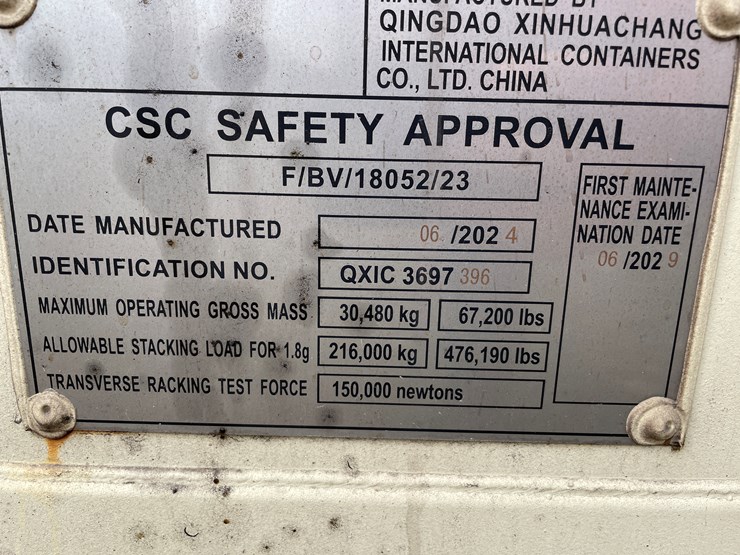 MANUFACTURED BY
QINGDAO XINHUACHANG
INTERNATIONAL CONTAINERS
CO., LTD. CHINA
CSC SAFETY APPROVAL
F/BV/18052/23
DATE MANUFACTURED 06 /2024
IDENTIFICATION NO. QXIC 3697 396
MAXIMUM OPERATING GROSS MASS 30,480 kg 67,200 lbs
ALLOWABLE STACKING LOAD FOR 1.8g 216,000 kg 476,190 lbs
TRANSVERSE RACKING TEST FORCE 150,000 newtons
FIRST MAINTE-
NANCE EXAMI-
NATION DATE
06 /2029